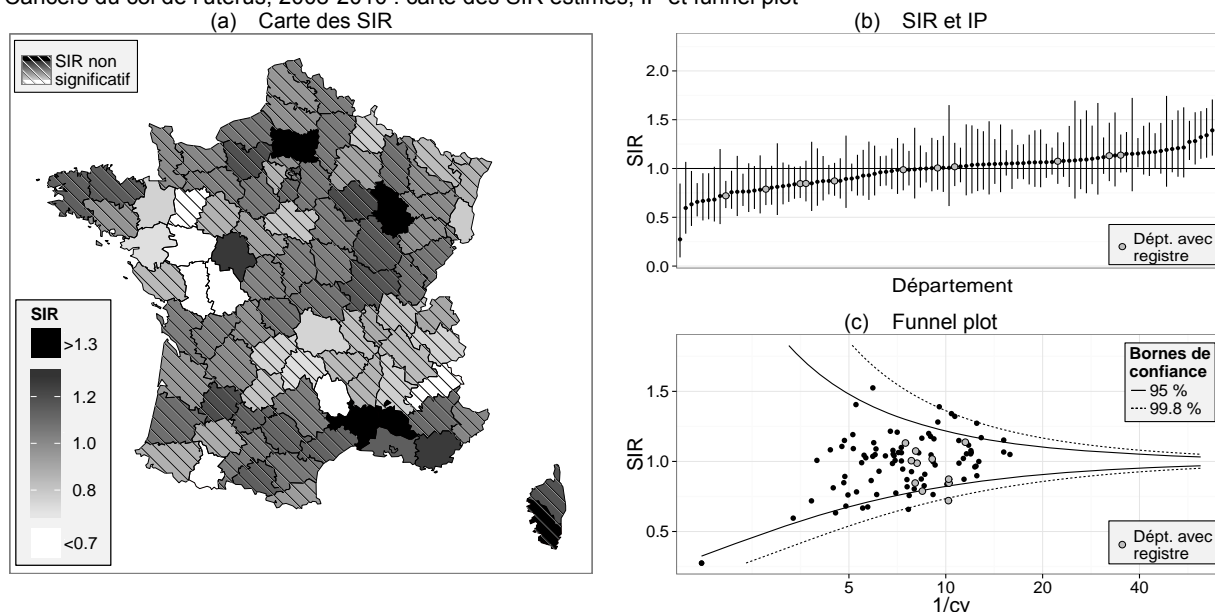 Cancers du col de l'utérus, 2008-2010 : carte des SIR estimés, IP et funnel plot
(a) Carte des SIR
SIR non
significatif
SIR
>1.3
1.2
1.0
0.8
<0.7
(b) SIR et IP
SIR
2.0
1.5
1.0
0.5
0.0
Dépt. avec
registre
Département
(c) Funnel plot
SIR
1.5
1.0
0.5
Bornes de
confiance
95 %
99.8 %
Dépt. avec
registre
5
10
20
40
1/cv